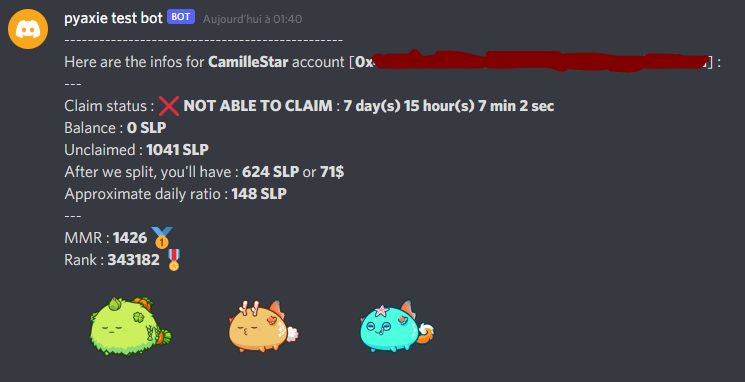 pyaxie test bot BOT Aujourd'hui à 01:40
------------------------------------------------
Here are the infos for CamilleStar account [0x ] :
---
Claim status : ❌ NOT ABLE TO CLAIM : 7 day(s) 15 hour(s) 7 min 2 sec
Balance : 0 SLP
Unclaimed : 1041 SLP
After we split, you'll have : 624 SLP or 71$
Approximate daily ratio : 148 SLP
---
MMR : 1426 🥇
Rank : 343182 🎖